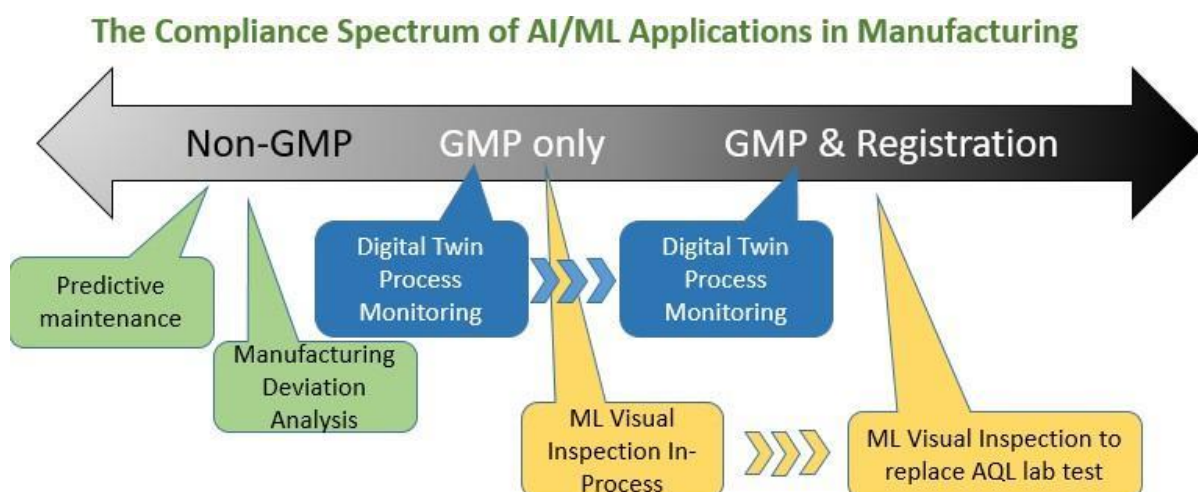 The Compliance Spectrum of AI/ML Applications in Manufacturing
Non-GMP
GMP only
GMP & Registration
Predictive
maintenance
Manufacturing
Deviation
Analysis
Digital Twin
Process
Monitoring
Digital Twin
Process
Monitoring
ML Visual
Inspection In-
Process
ML Visual Inspection to
replace AQL lab test